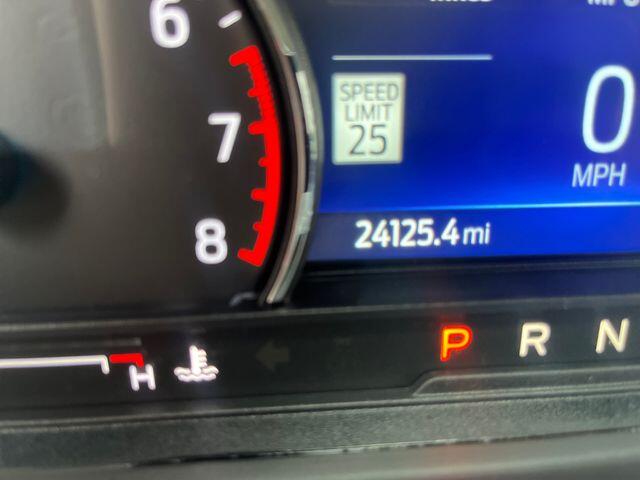 6
7
8
SPEED
LIMIT
25
0
MPH
24125.4 mi
H
P R N